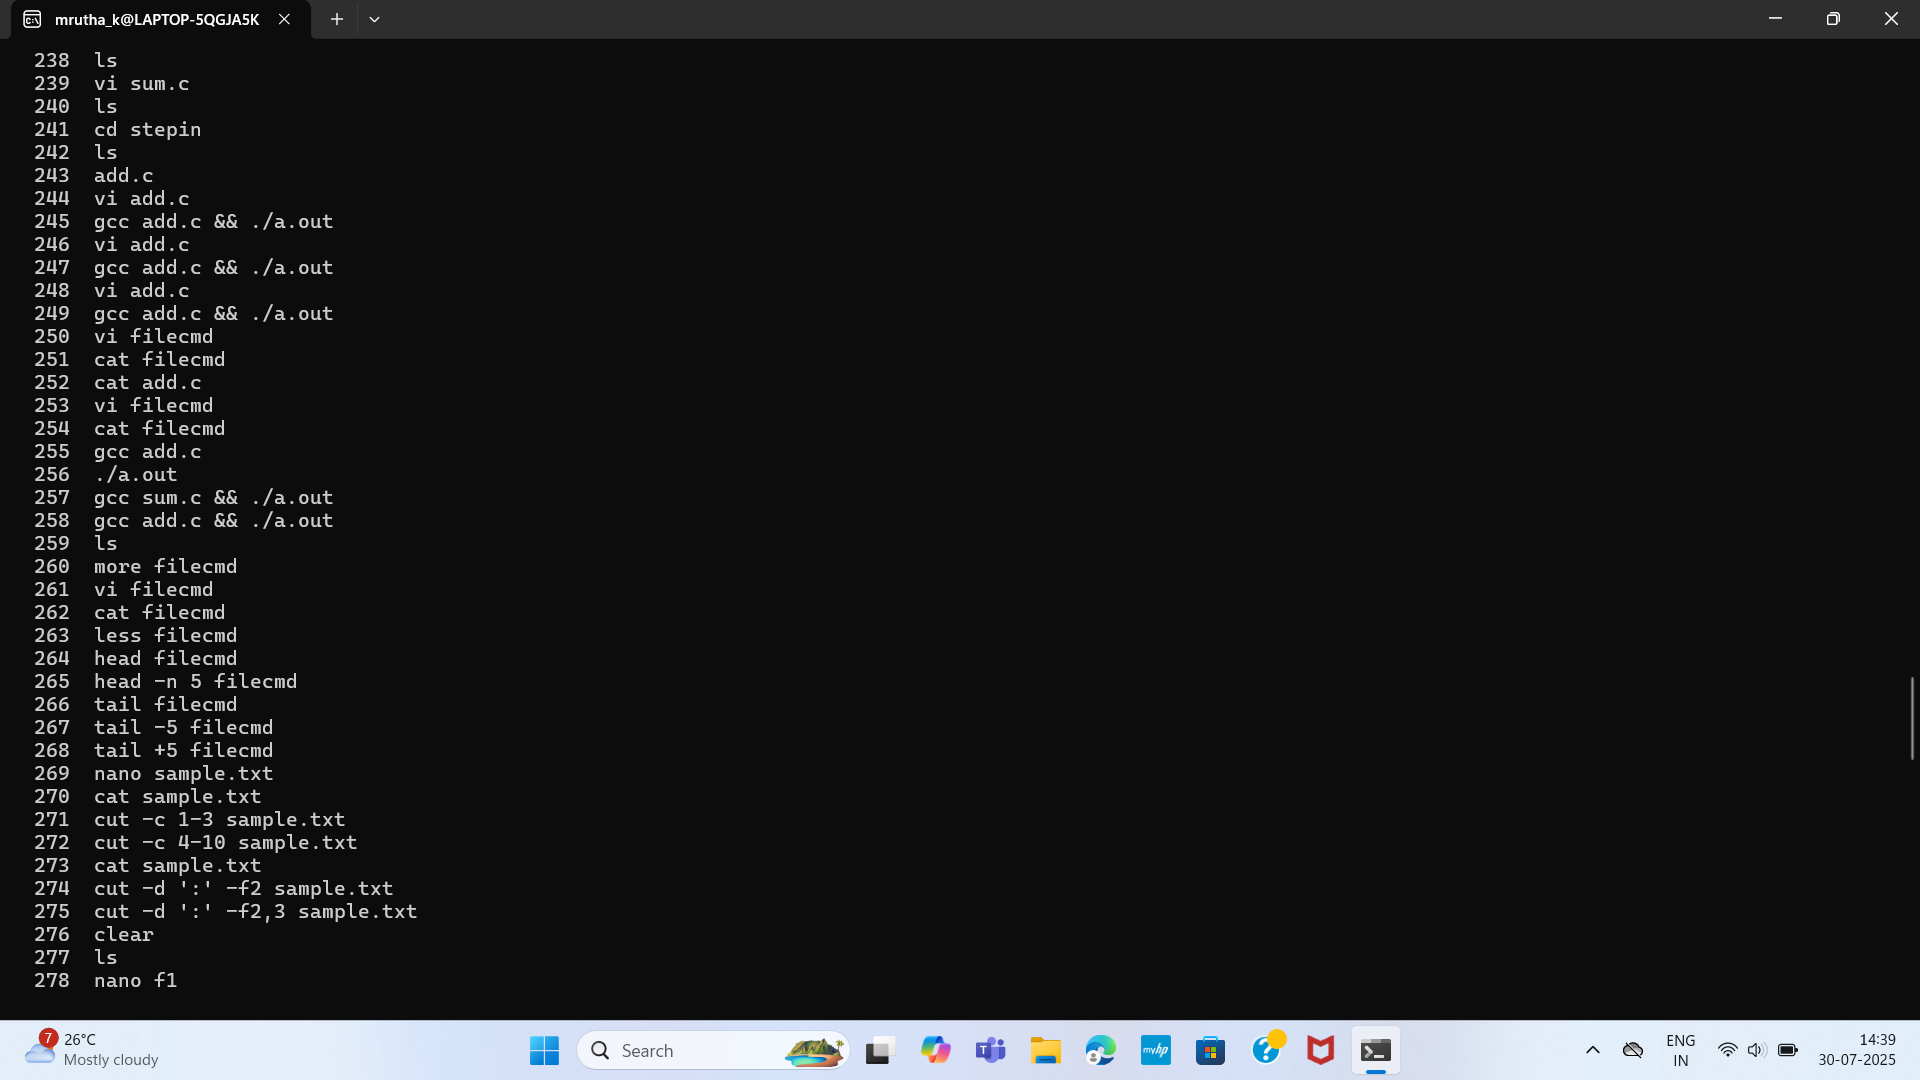 mrutha_k@LAPTOP-5QGJA5K
238 ls
239 vi sum.c
240 ls
241 cd stepin
242 ls
243 add.c
244 vi add.c
245 gcc add.c && ./a.out
246 vi add.c
247 gcc add.c && ./a.out
248 vi add.c
249 gcc add.c && ./a.out
250 vi filecmd
251 cat filecmd
252 cat add.c
253 vi filecmd
254 cat filecmd
255 gcc add.c
256 ./a.out
257 gcc sum.c && ./a.out
258 gcc add.c && ./a.out
259 ls
260 more filecmd
261 vi filecmd
262 cat filecmd
263 less filecmd
264 head filecmd
265 head -n 5 filecmd
266 tail filecmd
267 tail -5 filecmd
268 tail +5 filecmd
269 nano sample.txt
270 cat sample.txt
271 cut -c 1-3 sample.txt
272 cut -c 4-10 sample.txt
273 cat sample.txt
274 cut -d ':' -f2 sample.txt
275 cut -d ':' -f2,3 sample.txt
276 clear
277 ls
278 nano f1
7
26°C
Mostly cloudy
Search
myhp
ENG
IN
14:39
30-07-2025